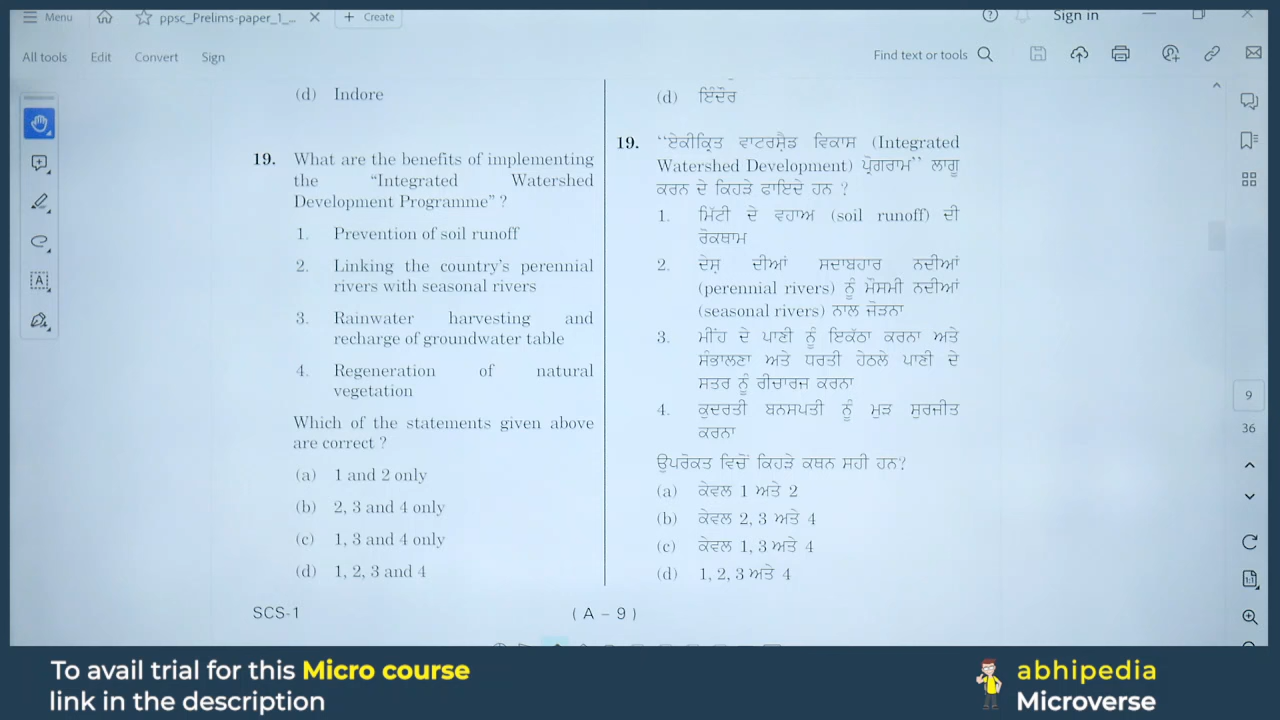 Menu
ppsc_Prelims-paper_1_...
Create
Sign in
All tools
Edit
Convert
Sign
Find text or tools
(d) Indore
19. What are the benefits of implementing
the “Integrated Watershed
Development Programme” ?
1. Prevention of soil runoff
2. Linking the country’s perennial
rivers with seasonal rivers
3. Rainwater harvesting and
recharge of groundwater table
4. Regeneration of natural
vegetation
Which of the statements given above
are correct ?
(a) 1 and 2 only
(b) 2, 3 and 4 only
(c) 1, 3 and 4 only
(d) 1, 2, 3 and 4
(d) ਇੰਦੌਰ
19. ‘‘ਏਕੀਕ੍ਰਿਤ ਵਾਟਰਸ਼ੈਡ ਵਿਕਾਸ (Integrated
Watershed Development) ਪ੍ਰੋਗਰਾਮ’’ ਲਾਗੂ
ਕਰਨ ਦੇ ਕਿਹੜੇ ਫਾਇਦੇ ਹਨ ?
1. ਮਿੱਟੀ ਦੇ ਵਹਾਅ (soil runoff) ਦੀ
ਰੋਕਥਾਮ
2. ਦੇਸ਼ ਦੀਆਂ ਸਦਾਬਹਾਰ ਨਦੀਆਂ
(perennial rivers) ਨੂੰ ਮੌਸਮੀ ਨਦੀਆਂ
(seasonal rivers) ਨਾਲ ਜੋੜਨਾ
3. ਮੀਂਹ ਦੇ ਪਾਣੀ ਨੂੰ ਇਕੱਠਾ ਕਰਨਾ ਅਤੇ
ਸੰਭਾਲਣਾ ਅਤੇ ਧਰਤੀ ਹੇਠਲੇ ਪਾਣੀ ਦੇ
ਸਤਰ ਨੂੰ ਰੀਚਾਰਜ ਕਰਨਾ
4. ਕੁਦਰਤੀ ਬਨਸਪਤੀ ਨੂੰ ਮੁੜ ਸੁਰਜੀਤ
ਕਰਨਾ
ਉਪਰੋਕਤ ਵਿਚੋਂ ਕਿਹੜੇ ਕਥਨ ਸਹੀ ਹਨ?
(a) ਕੇਵਲ 1 ਅਤੇ 2
(b) ਕੇਵਲ 2, 3 ਅਤੇ 4
(c) ਕੇਵਲ 1, 3 ਅਤੇ 4
(d) 1, 2, 3 ਅਤੇ 4
9
36
SCS-1 ( A – 9 )
To avail trial for this Micro course
link in the description
abhipedia
Microverse